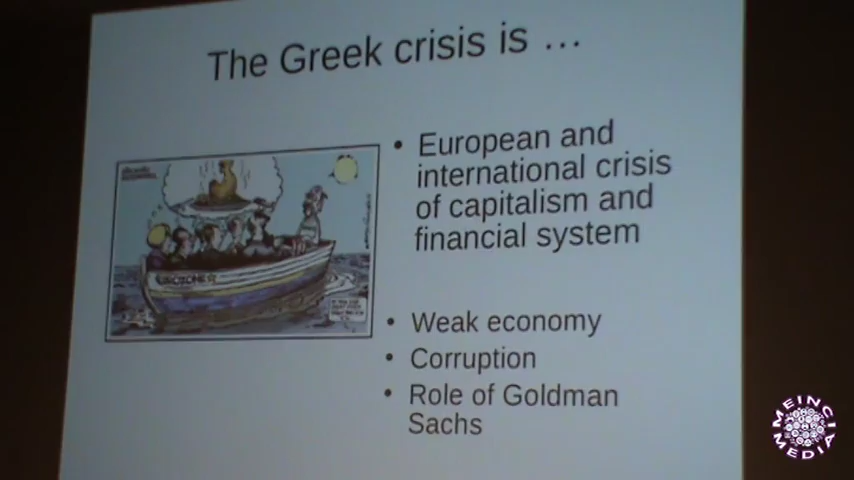 The Greek crisis is …
• European and
international crisis
of capitalism and
financial system
• Weak economy
• Corruption
• Role of Goldman
Sachs
EUROZONE
MEINCI
MEDIA